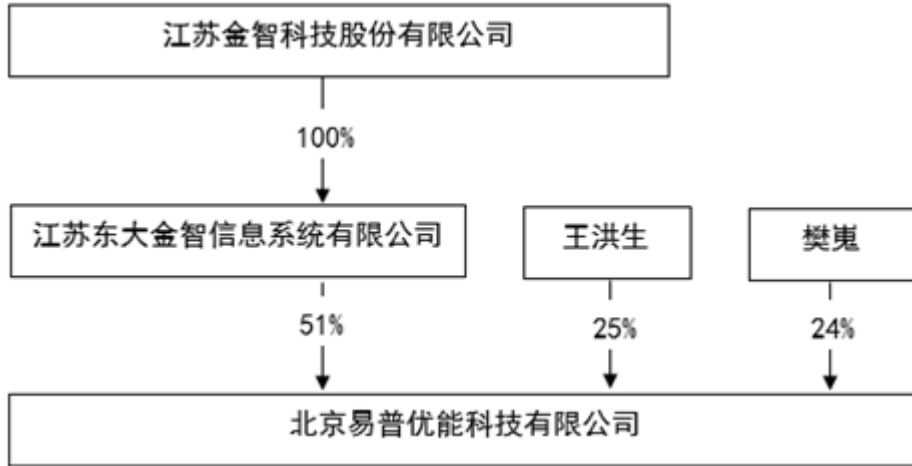 江苏金智科技股份有限公司
100%
江苏东大金智信息系统有限公司
王洪生
樊嵬
51%
25%
24%
北京易普优能科技有限公司